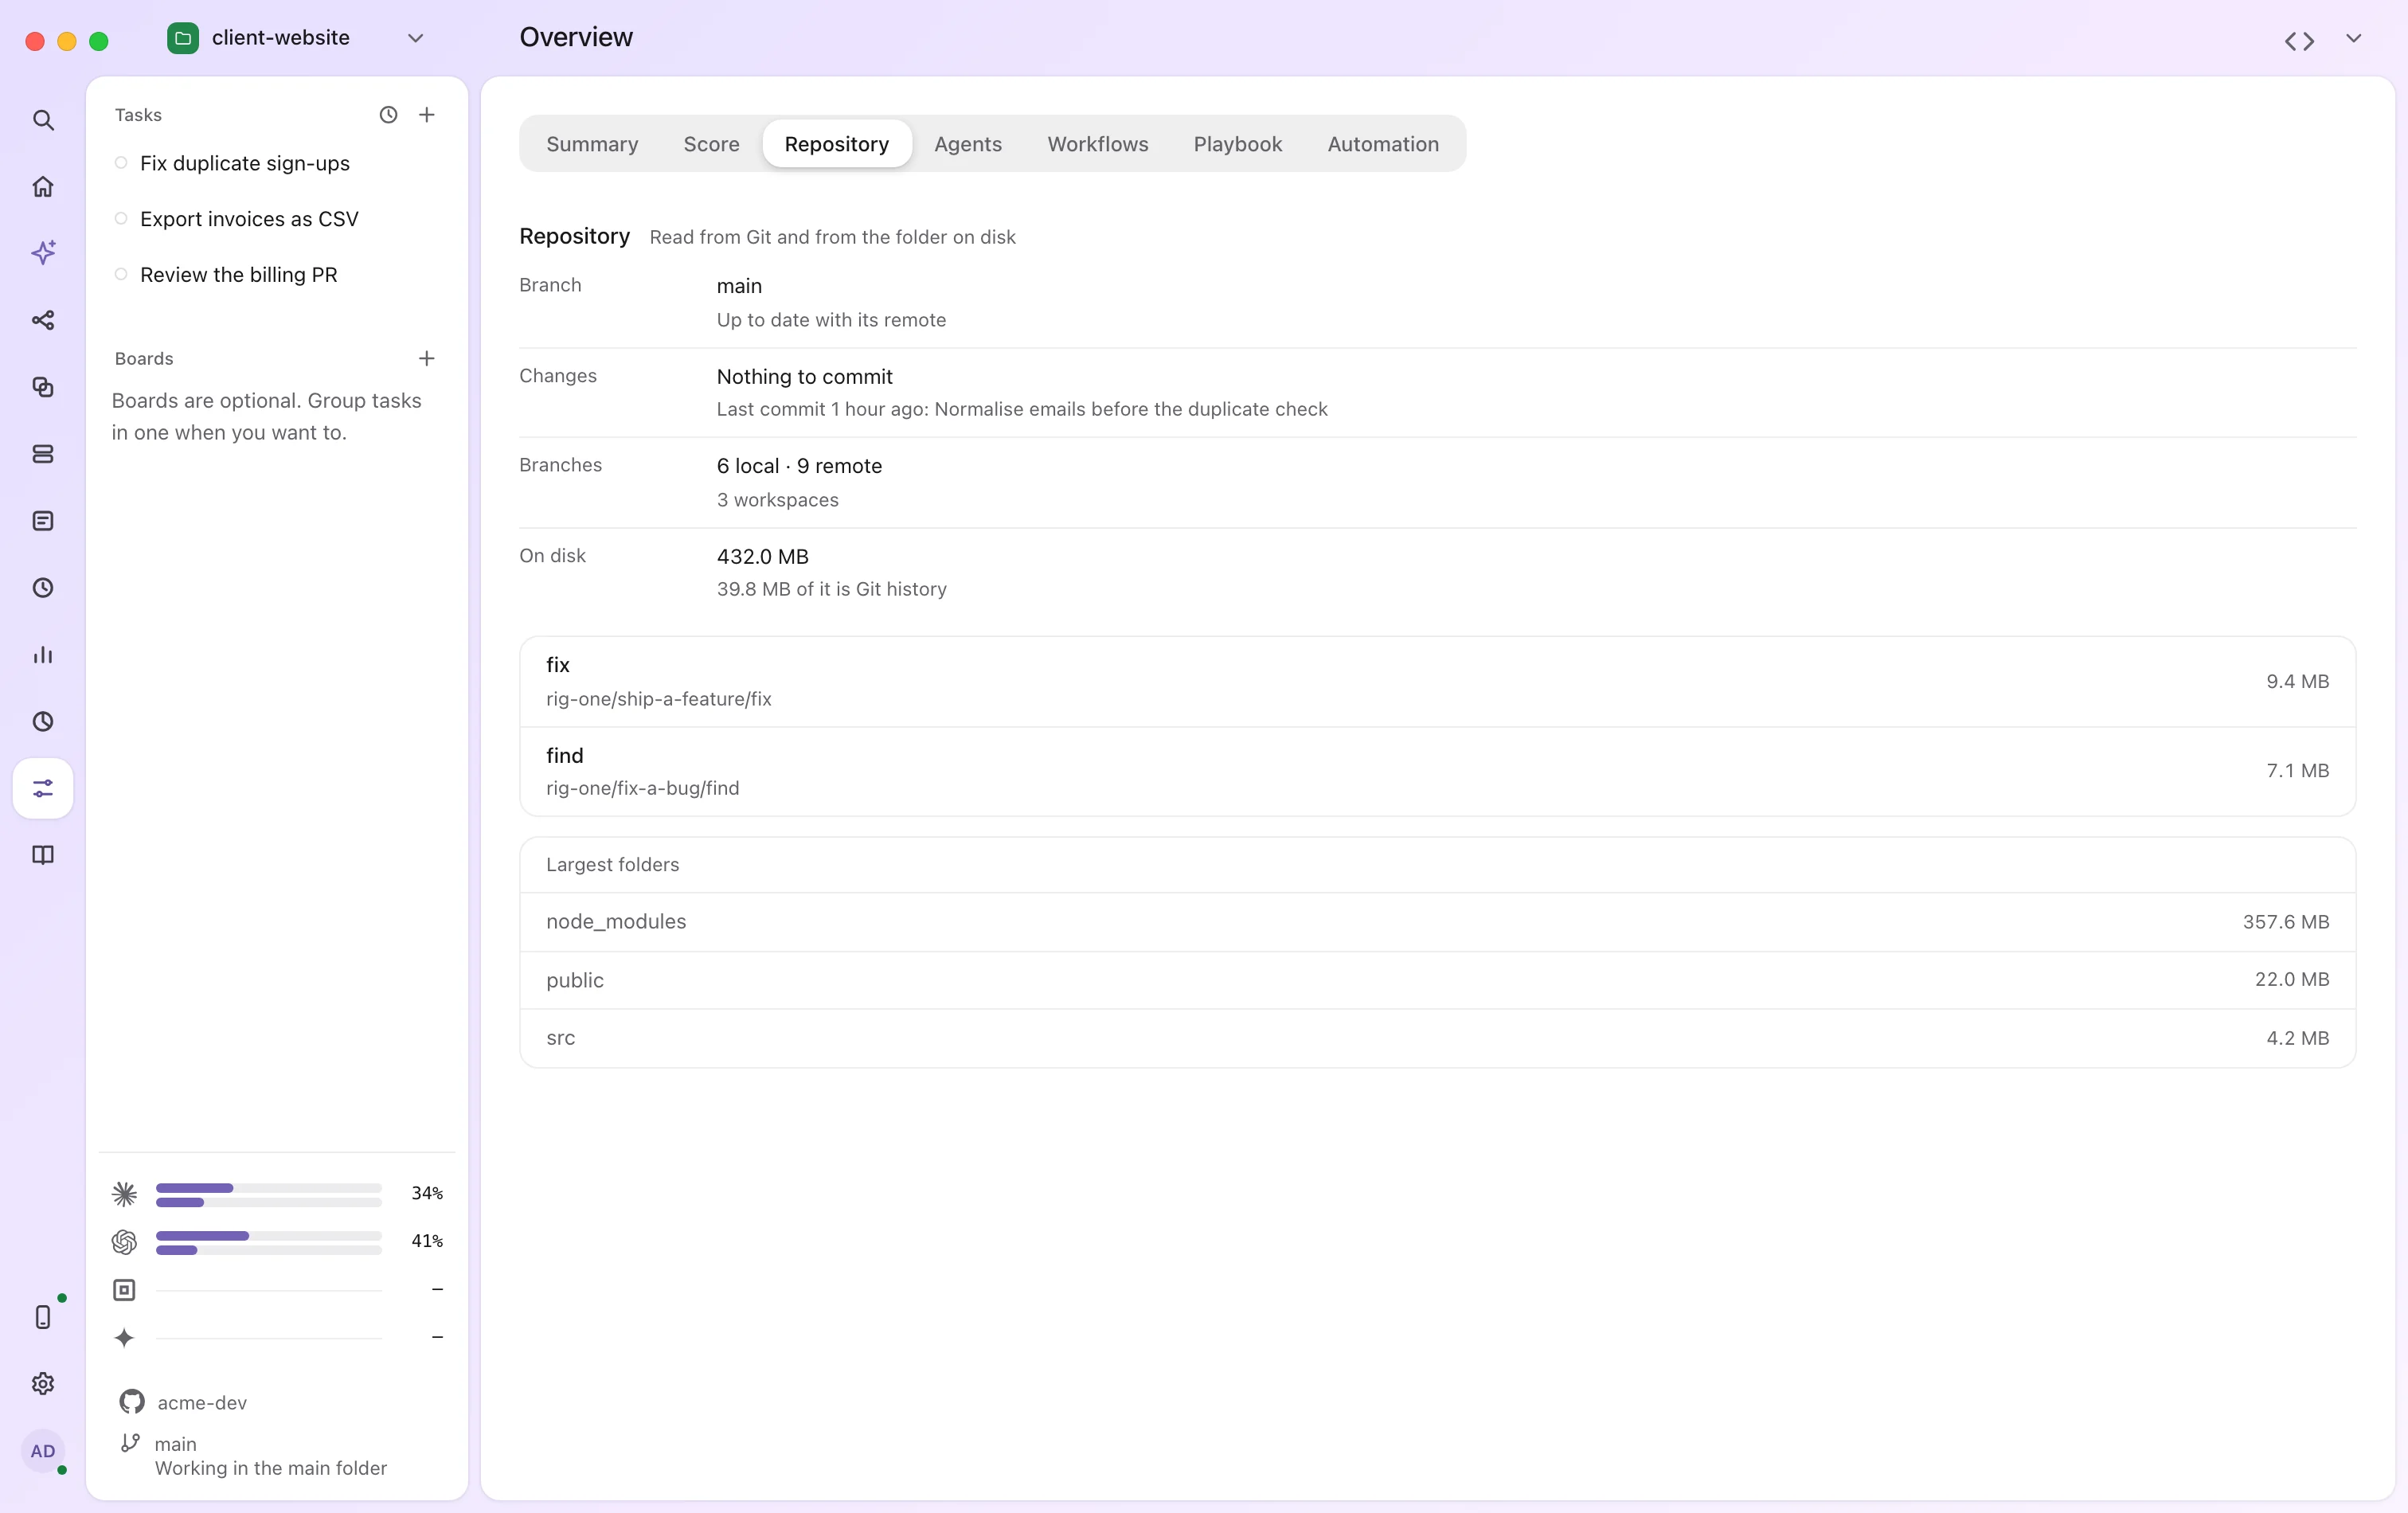 client-website
Overview
Tasks
Fix duplicate sign-ups
Export invoices as CSV
Review the billing PR
Boards
Boards are optional. Group tasks
in one when you want to.
34%
41%
–
–
acme-dev
main
Working in the main folder
AD
Summary Score Repository Agents Workflows Playbook Automation
Repository Read from Git and from the folder on disk
Branch main
Up to date with its remote
Changes Nothing to commit
Last commit 1 hour ago: Normalise emails before the duplicate check
Branches 6 local · 9 remote
3 workspaces
On disk 432.0 MB
39.8 MB of it is Git history
fix
rig-one/ship-a-feature/fix
9.4 MB
find
rig-one/fix-a-bug/find
7.1 MB
Largest folders
node_modules 357.6 MB
public 22.0 MB
src 4.2 MB